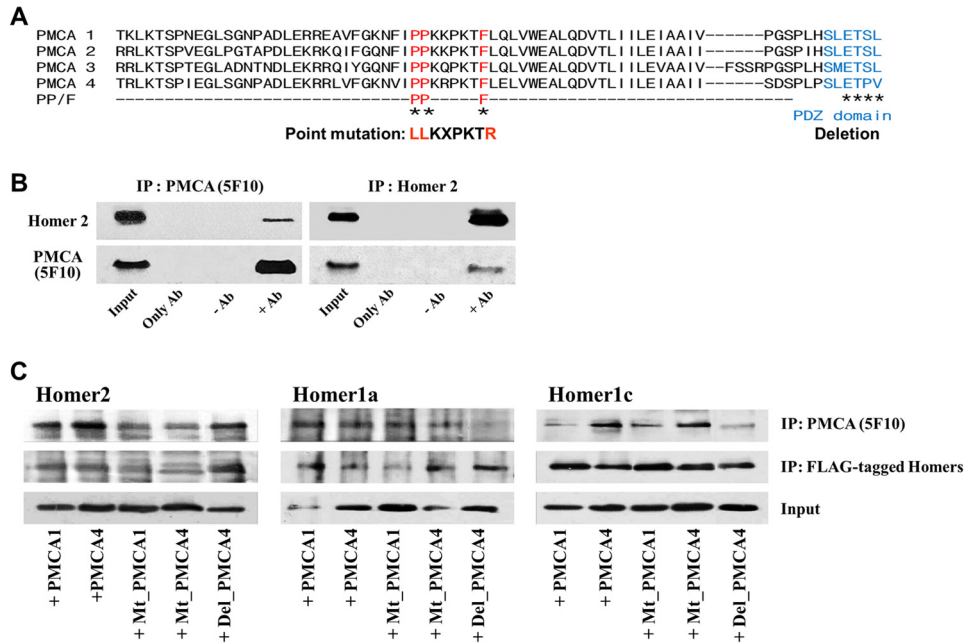 A
PMCA 1 TKLKTSPNEGLSGNPADLERREAVFGKNFIPPKKPKTFLQLVWEALQDVTLIILEIAAIV------PGSPLHSLETSL
PMCA 2 RRLKTSPVEGLPGTAPDLEKRKQIFGQNFIPPKKPKTFLQLVWEALQDVTLIILEIAAII------PGSPIHSLETSL
PMCA 3 RRLKTSPTEGLADNTNDLEKRRQIYGQNFIPPKQPKTFLQLVWEALQDVTLIILEVAAIV--FSSRPGSPLHSMETSL
PMCA 4 TRLKTSPIEGLSGNPADLEKRRLVFGKNVIPPKRPKTFLELVWEALQDVTLIILEIAAII------SDSPLPSLETPV
PP/F ------------------------------PP-----F------------------------------------
** * ****
PDZ domain
Point mutation: LLKXPKTR Deletion
B
IP : PMCA (5F10) IP : Homer 2
Homer 2
PMCA
(5F10)
Input Only Ab - Ab + Ab Input Only Ab - Ab + Ab
C
Homer2 Homer1a Homer1c
IP: PMCA (5F10)
IP: FLAG-tagged Homers
Input
+ PMCA1 +PMCA4 + Mt_PMCA1 + Mt_PMCA4 + Del_PMCA4 + PMCA1 + PMCA4 + Mt_PMCA1 + Mt_PMCA4 + Del_PMCA4 + PMCA1 + PMCA4 + Mt_PMCA1 + Mt_PMCA4 + Del_PMCA4